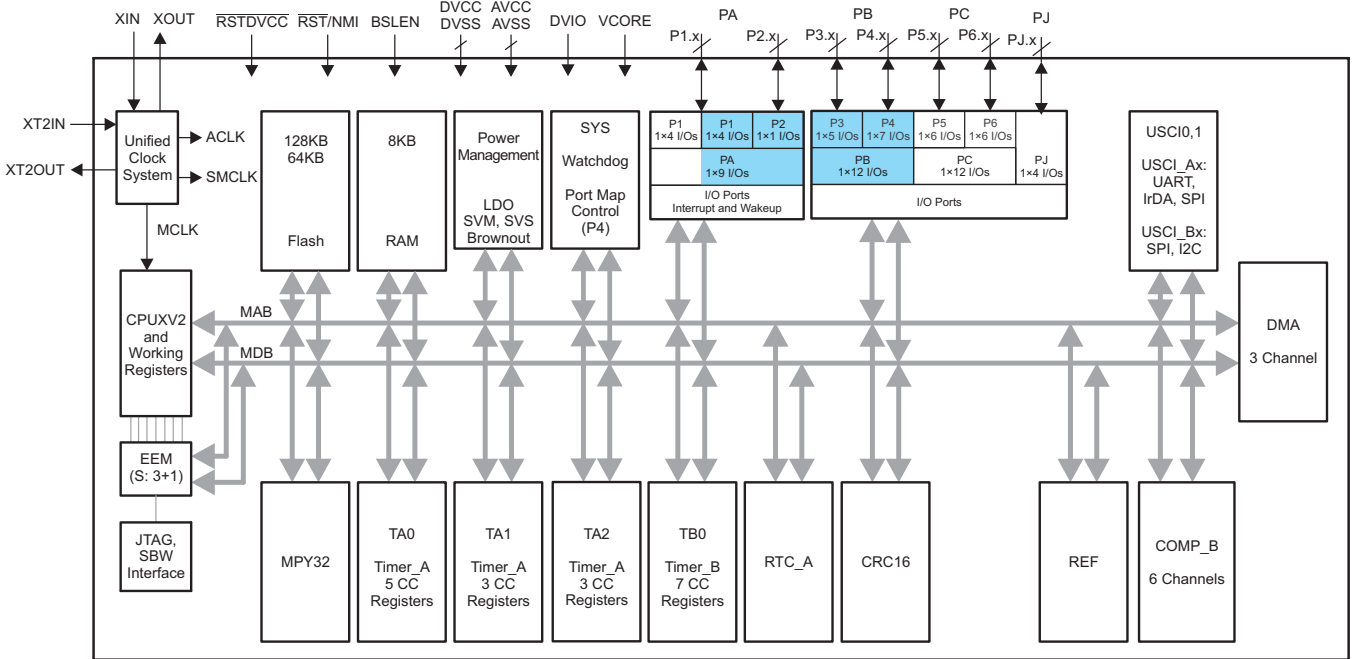 XIN
XOUT
RSTDVCC
RST/NMI
BSLEN
DVCC
DVSS
AVCC
AVSS
DVIO
VCORE
PA
P1.x
P2.x
PB
P3.x
P4.x
PC
P5.x
P6.x
PJ
PJ.x
XT2IN
XT2OUT
Unified
Clock
System
ACLK
SMCLK
MCLK
128KB
64KB
Flash
8KB
RAM
Power
Management
LDO
SVM, SVS
Brownout
SYS
Watchdog
Port Map
Control
(P4)
P1
1×4 I/Os
P1
1×4 I/Os
P2
1×1 I/Os
PA
1×9 I/Os
I/O Ports
Interrupt and Wakeup
P3
1×5 I/Os
P4
1×7 I/Os
P5
1×6 I/Os
P6
1×6 I/Os
PB
1×12 I/Os
PC
1×12 I/Os
PJ
1×4 I/Os
I/O Ports
USCI0,1
USCI_Ax:
UART,
IrDA, SPI
USCI_Bx:
SPI, I2C
CPUXV2
and
Working
Registers
MAB
MDB
DMA
3 Channel
EEM
(S: 3+1)
JTAG,
SBW
Interface
MPY32
TA0
Timer_A
5 CC
Registers
TA1
Timer_A
3 CC
Registers
TA2
Timer_A
3 CC
Registers
TB0
Timer_B
7 CC
Registers
RTC_A
CRC16
REF
COMP_B
6 Channels